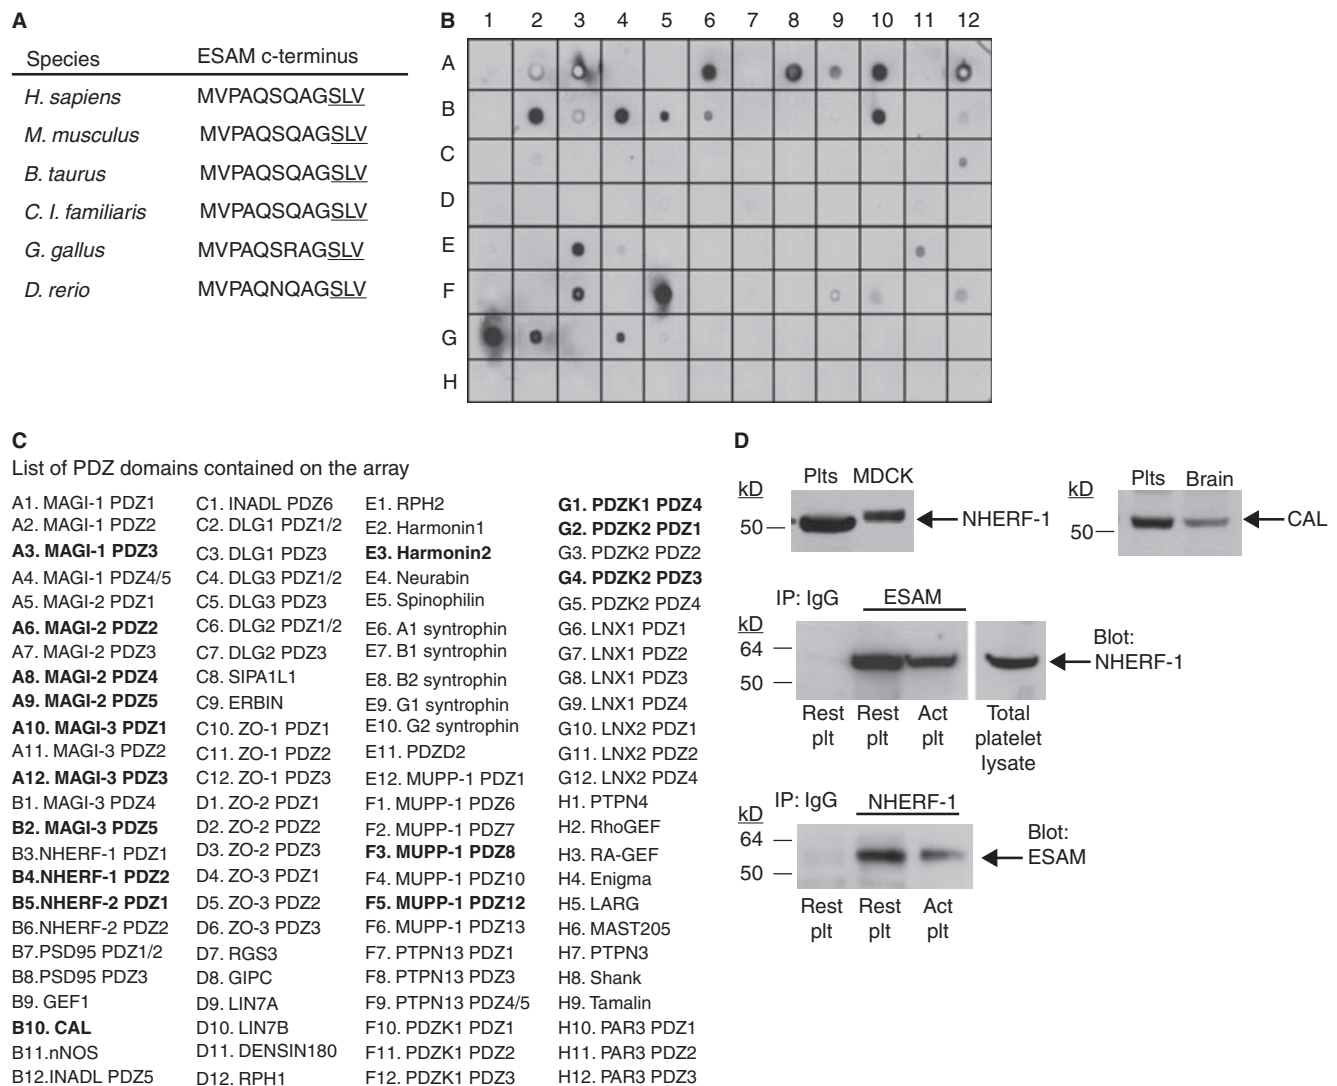 A
Species ESAM c-terminus
H. sapiens MVPAQSQAGSLV
M. musculus MVPAQSQAGSLV
B. taurus MVPAQSQAGSLV
C. l. familiaris MVPAQSQAGSLV
G. gallus MVPAQSRAGSLV
D. rerio MVPAQNQAGSLV
B 1 2 3 4 5 6 7 8 9 10 11 12
A
B
C
D
E
F
G
H
C
List of PDZ domains contained on the array
A1. MAGI-1 PDZ1
A2. MAGI-1 PDZ2
A3. MAGI-1 PDZ3
A4. MAGI-1 PDZ4/5
A5. MAGI-2 PDZ1
A6. MAGI-2 PDZ2
A7. MAGI-2 PDZ3
A8. MAGI-2 PDZ4
A9. MAGI-2 PDZ5
A10. MAGI-3 PDZ1
A11. MAGI-3 PDZ2
A12. MAGI-3 PDZ3
B1. MAGI-3 PDZ4
B2. MAGI-3 PDZ5
B3.NHERF-1 PDZ1
B4.NHERF-1 PDZ2
B5.NHERF-2 PDZ1
B6.NHERF-2 PDZ2
B7.PSD95 PDZ1/2
B8.PSD95 PDZ3
B9. GEF1
B10. CAL
B11.nNOS
B12.INADL PDZ5
C1. INADL PDZ6
C2. DLG1 PDZ1/2
C3. DLG1 PDZ3
C4. DLG3 PDZ1/2
C5. DLG3 PDZ3
C6. DLG2 PDZ1/2
C7. DLG2 PDZ3
C8. SIPA1L1
C9. ERBIN
C10. ZO-1 PDZ1
C11. ZO-1 PDZ2
C12. ZO-1 PDZ3
D1. ZO-2 PDZ1
D2. ZO-2 PDZ2
D3. ZO-2 PDZ3
D4. ZO-3 PDZ1
D5. ZO-3 PDZ2
D6. ZO-3 PDZ3
D7. RGS3
D8. GIPC
D9. LIN7A
D10. LIN7B
D11. DENSIN180
D12. RPH1
E1. RPH2
E2. Harmonin1
E3. Harmonin2
E4. Neurabin
E5. Spinophilin
E6. A1 syntrophin
E7. B1 syntrophin
E8. B2 syntrophin
E9. G1 syntrophin
E10. G2 syntrophin
E11. PDZD2
E12. MUPP-1 PDZ1
F1. MUPP-1 PDZ6
F2. MUPP-1 PDZ7
F3. MUPP-1 PDZ8
F4. MUPP-1 PDZ10
F5. MUPP-1 PDZ12
F6. MUPP-1 PDZ13
F7. PTPN13 PDZ1
F8. PTPN13 PDZ3
F9. PTPN13 PDZ4/5
F10. PDZK1 PDZ1
F11. PDZK1 PDZ2
F12. PDZK1 PDZ3
G1. PDZK1 PDZ4
G2. PDZK2 PDZ1
G3. PDZK2 PDZ2
G4. PDZK2 PDZ3
G5. PDZK2 PDZ4
G6. LNX1 PDZ1
G7. LNX1 PDZ2
G8. LNX1 PDZ3
G9. LNX1 PDZ4
G10. LNX2 PDZ1
G11. LNX2 PDZ2
G12. LNX2 PDZ4
H1. PTPN4
H2. RhoGEF
H3. RA-GEF
H4. Enigma
H5. LARG
H6. MAST205
H7. PTPN3
H8. Shank
H9. Tamalin
H10. PAR3 PDZ1
H11. PAR3 PDZ2
H12. PAR3 PDZ3
D
Plts MDCK
kD
50
NHERF-1
Plts Brain
kD
50
CAL
IP: IgG ESAM
kD
64
50
Blot:
NHERF-1
Rest Rest Act Total
plt plt plt platelet
lysate
IP: IgG NHERF-1
kD
64
50
Blot:
ESAM
Rest Rest Act
plt plt plt